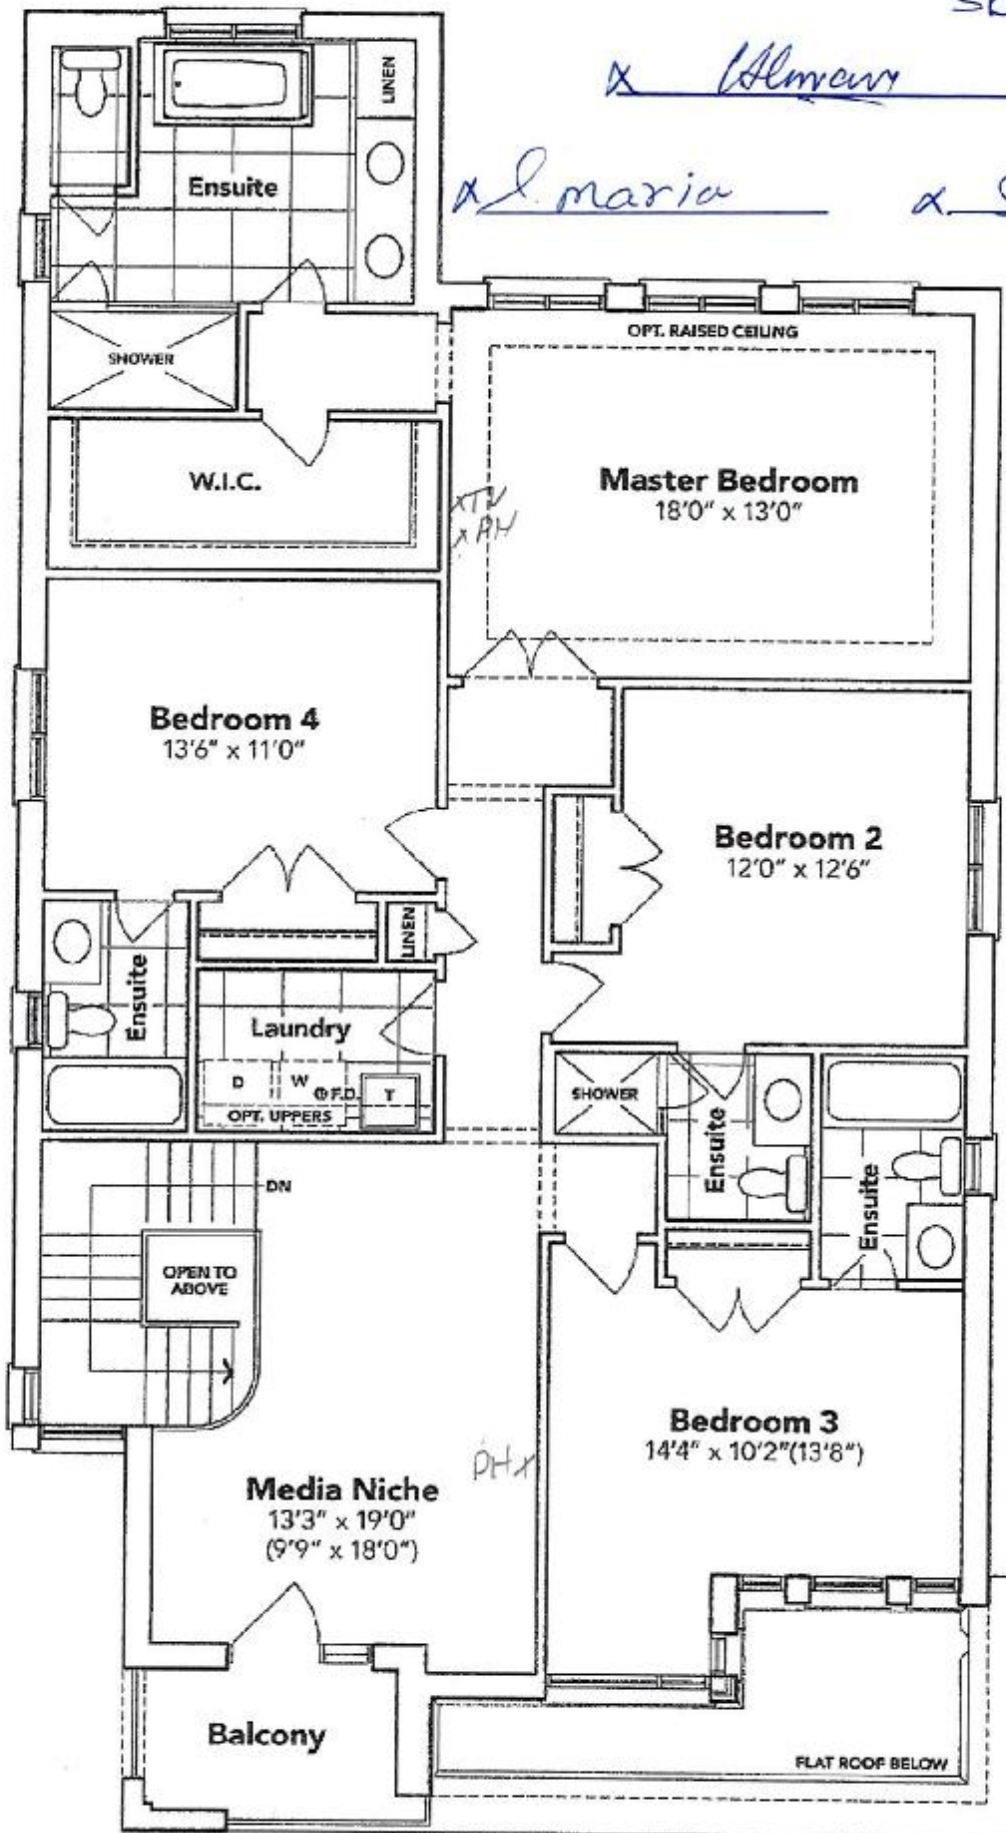 x
x l. maria x S
LINEN
Ensuite
OPT. RAISED CEILING
SHOWER
W.I.C.
Master Bedroom
18'0" x 13'0"
xTV
xPH
Bedroom 4
13'6" x 11'0"
Bedroom 2
12'0" x 12'6"
LINEN
Ensuite
Laundry
D W F.D. T
OPT. UPPERS
SHOWER
Ensuite
Ensuite
DN
OPEN TO
ABOVE
Bedroom 3
14'4" x 10'2"(13'8")
PHx
Media Niche
13'3" x 19'0"
(9'9" x 18'0")
Balcony
FLAT ROOF BELOW